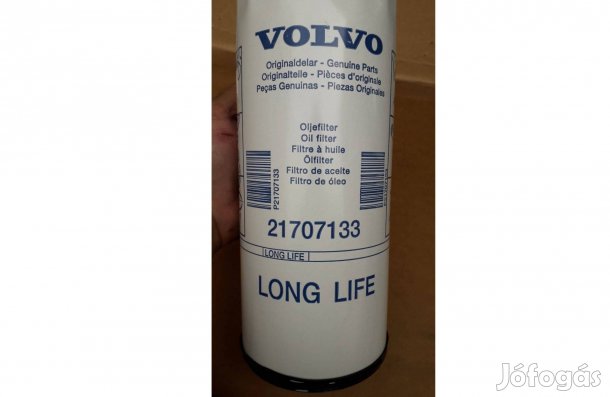 VOLVO
Originaldelar - Genuine Parts
Originalteile - Pièces d'origine
Peças Genuinas - Piezas Originales
Oljefilter
Oil filter
Filtre à huile
Ölfilter
Filtro de aceite
Filtro de óleo
P21707133
21707133
LONG LIFE
LONG LIFE
Jófogás